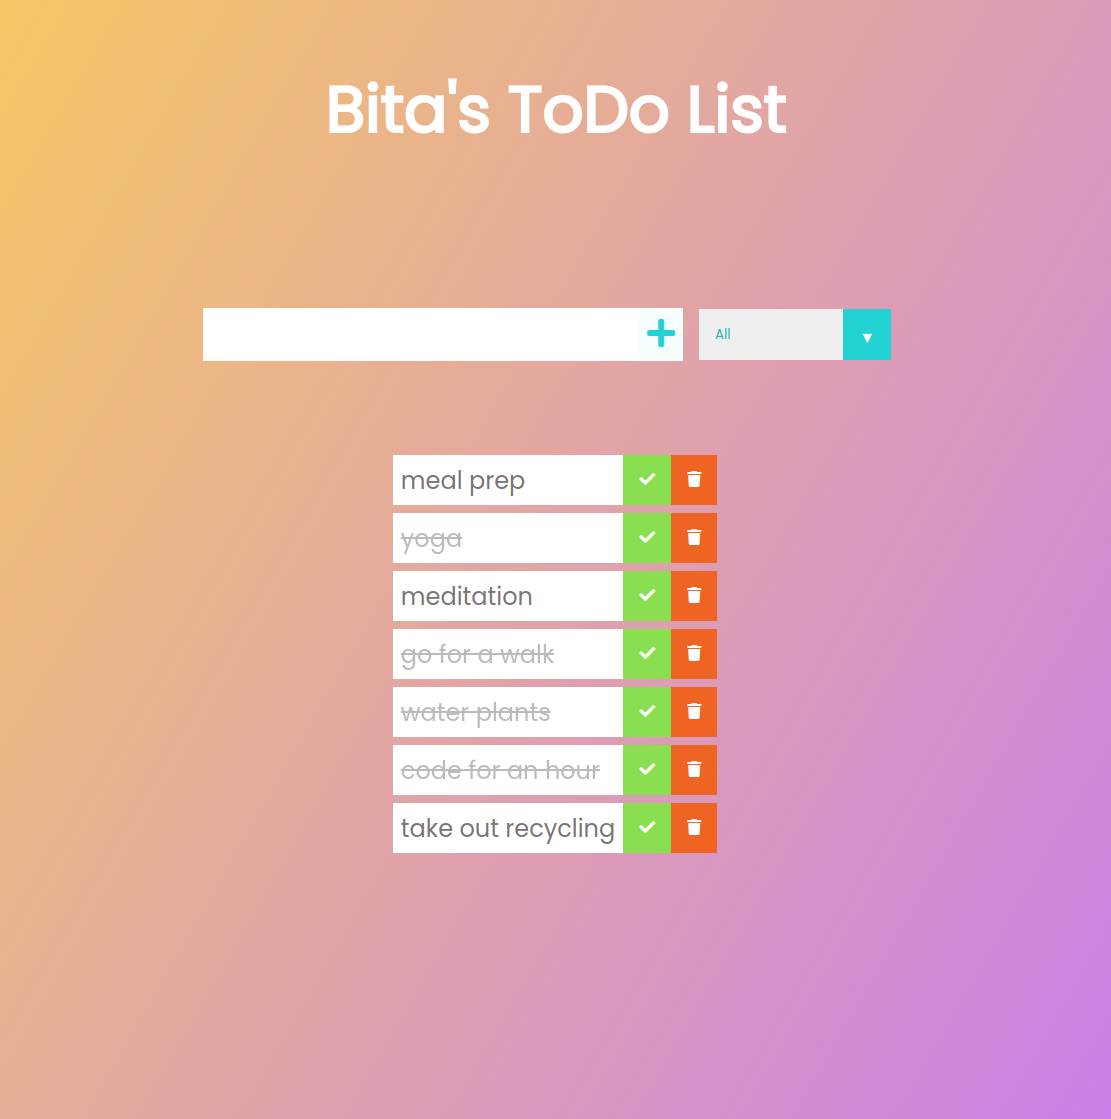 Bita's ToDo List
All
meal prep
yoga
meditation
go for a walk
water plants
code for an hour
take out recycling